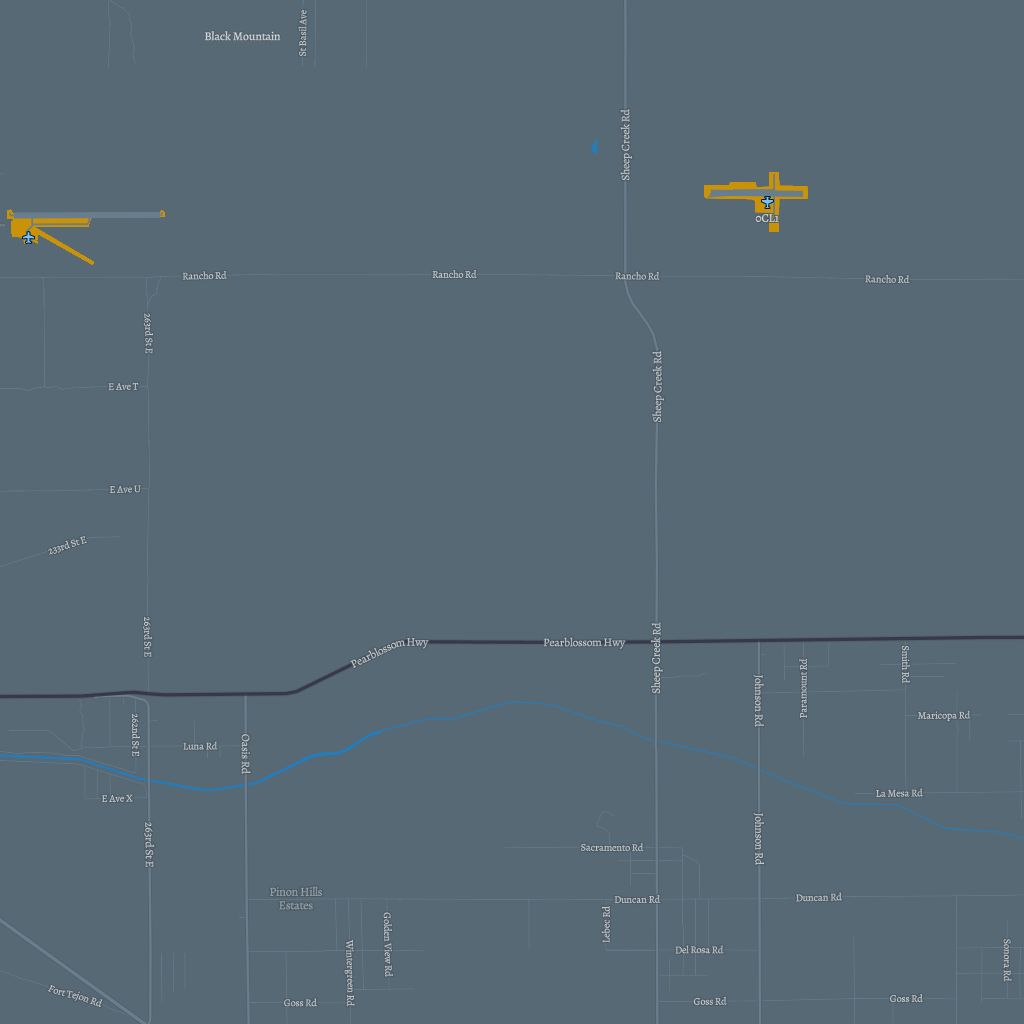 St Basil Ave
Black Mountain
Sheep Creek Rd
0CL1
Rancho Rd
Rancho Rd
Rancho Rd
Rancho Rd
263rd St E
Sheep Creek Rd
E Ave T
E Ave U
233rd St E
263rd St E
Pearblossom Hwy
Pearblossom Hwy
Sheep Creek Rd
Smith Rd
Paramount Rd
Johnson Rd
Maricopa Rd
262nd St E
Luna Rd
Oasis Rd
E Ave X
La Mesa Rd
263rd St E
Johnson Rd
Sacramento Rd
Pinon Hills
Estates
Duncan Rd
Duncan Rd
Golden View Rd
Lebec Rd
Wintergreen Rd
Del Rosa Rd
Sonora Rd
Fort Tejon Rd
Goss Rd
Goss Rd
Goss Rd